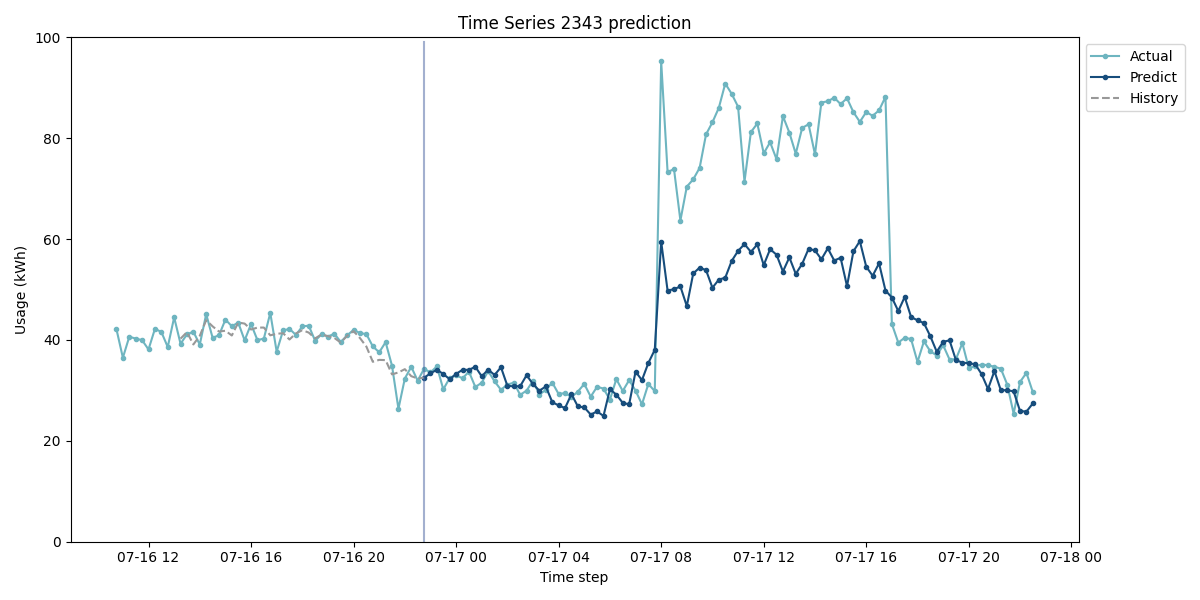 Time Series 2343 prediction
Usage (kWh)
100
80
60
40
20
0
07-16 12
07-16 16
07-16 20
07-17 00
07-17 04
07-17 08
07-17 12
07-17 16
07-17 20
07-18 00
Time step
Actual
Predict
History